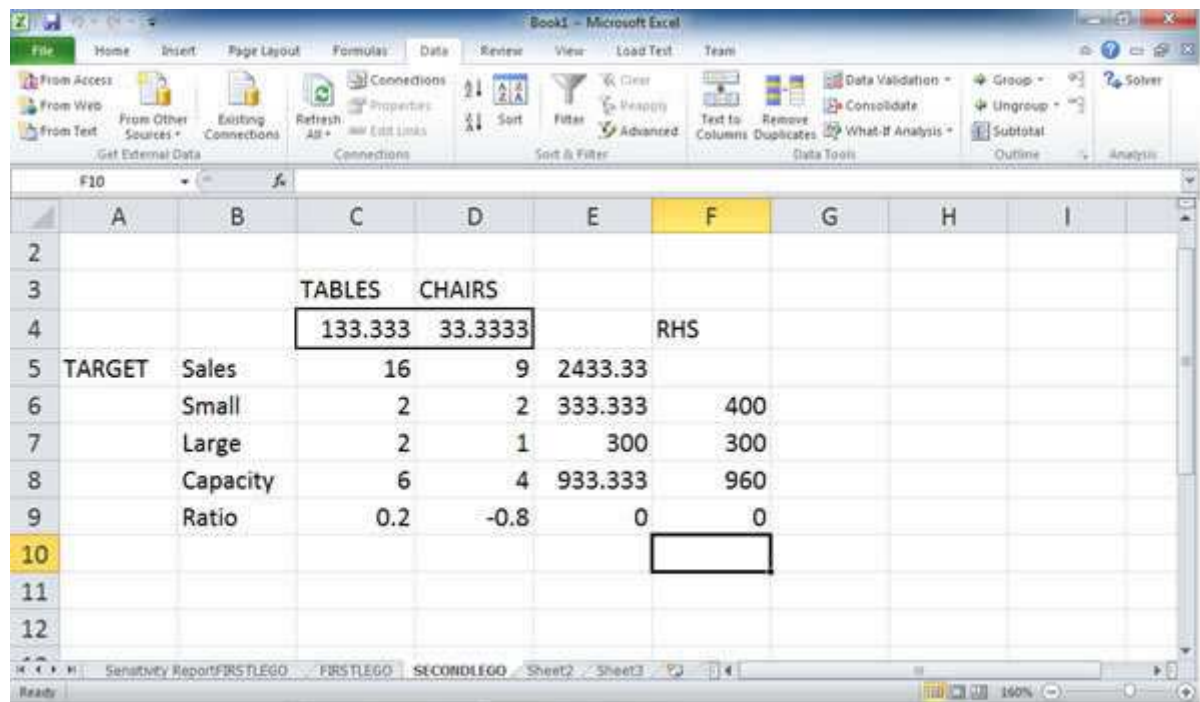 Book1 - Microsoft Excel
File Home Insert Page Layout Formulas Data Review View Load Test Team
From Access
From Web
From Text
From Other Sources
Existing Connections
Get External Data
Refresh All
Connections
Properties
Edit Links
Connections
Sort
Filter
Clear
Reapply
Advanced
Sort & Filter
Text to Columns
Remove Duplicates
Data Validation
Consolidate
What-If Analysis
Data Tools
Group
Ungroup
Subtotal
Outline
Solver
Analysis
F10 fx
A B C D E F G H I
2
3 TABLES CHAIRS
4 133.333 33.3333 RHS
5 TARGET Sales 16 9 2433.33
6 Small 2 2 333.333 400
7 Large 2 1 300 300
8 Capacity 6 4 933.333 960
9 Ratio 0.2 -0.8 0 0
10
11
12
Sensitivity ReportFIRSTLEGO FIRSTLEGO SECONDLEGO Sheet2 Sheet3
Ready 160%